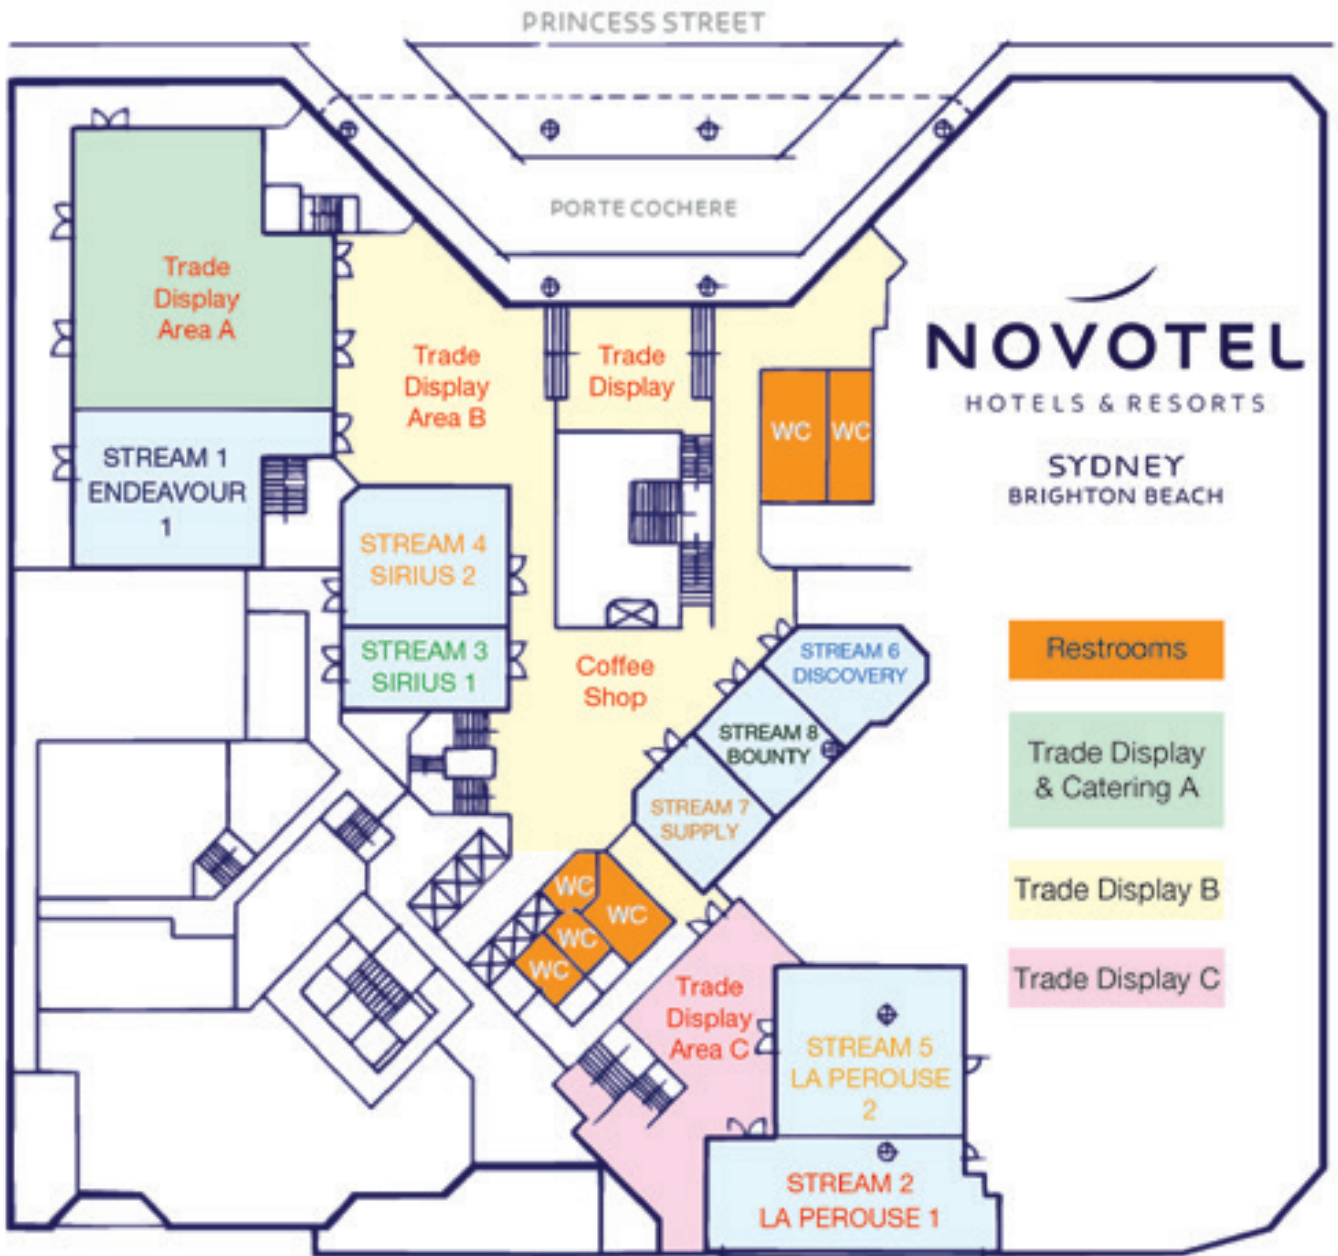 PRINCESS STREET
PORTE COCHERE
Trade
Display
Area A
Trade
Display
Area B
Trade
Display
WC
WC
NOVOTEL
HOTELS & RESORTS
SYDNEY
BRIGHTON BEACH
STREAM 1
ENDEAVOUR
1
STREAM 4
SIRIUS 2
STREAM 3
SIRIUS 1
Coffee
Shop
STREAM 6
DISCOVERY
STREAM 8
BOUNTY
STREAM 7
SUPPLY
Restrooms
Trade Display
& Catering A
Trade Display B
Trade Display C
WC
WC
WC
WC
Trade
Display
Area C
STREAM 5
LA PEROUSE
2
STREAM 2
LA PEROUSE 1